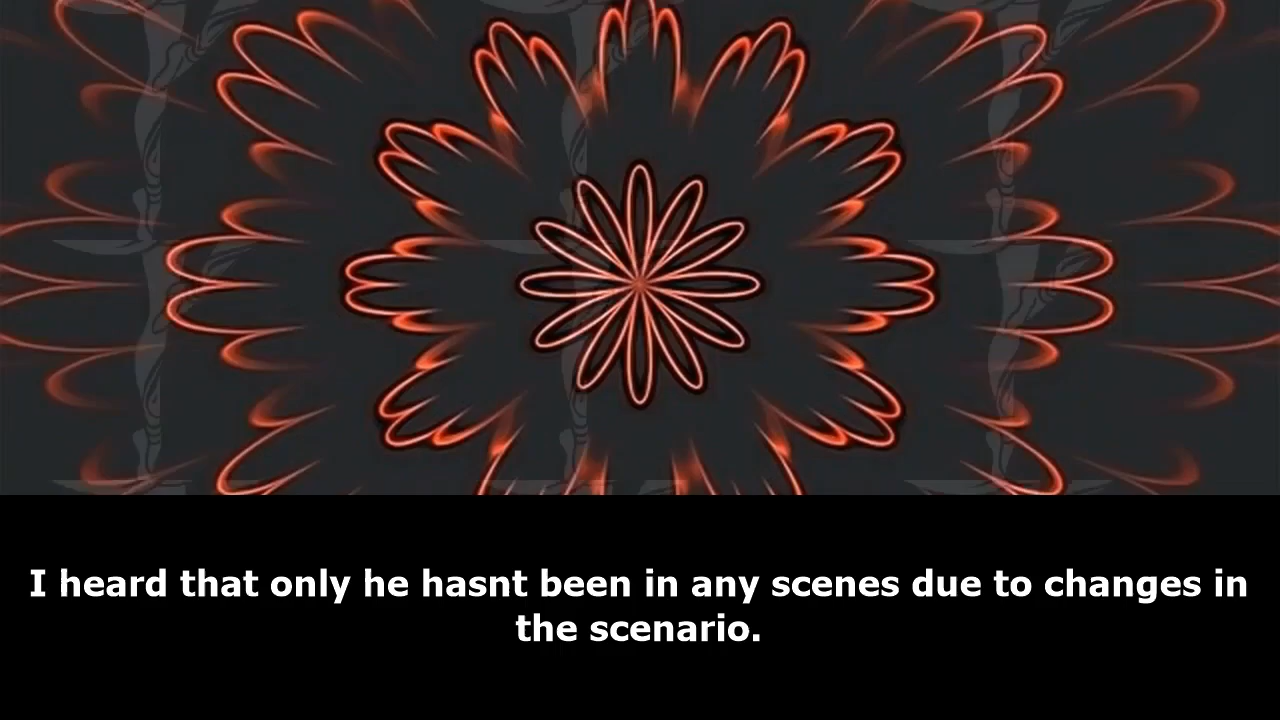 I heard that only he hasnt been in any scenes due to changes in
the scenario.